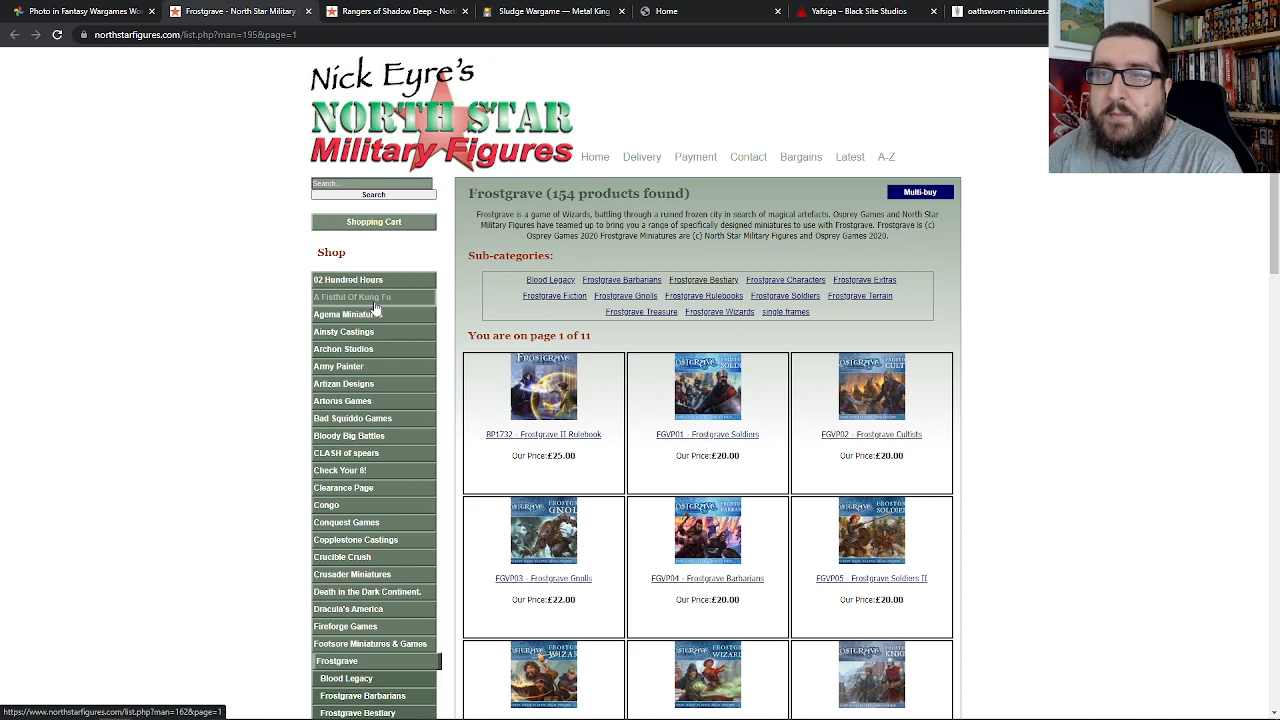 Photo in Fantasy Wargames Wo
Frostgrave - North Star Military
Rangers of Shadow Deep - North
Sludge Wargame — Metal King
Home
Yafsiga — Black Site Studios
oathsworn-miniatures
northstarfigures.com/list.php?man=195&page=1
Nick Eyre's
NORTH STAR
Military Figures
Home Delivery Payment Contact Bargains Latest A-Z
Search...
Search
Shopping Cart
Shop
02 Hundred Hours
A Fistful Of Kung Fu
Agema Miniatures
Ainsty Castings
Archon Studios
Army Painter
Artizan Designs
Artorus Games
Bad Squiddo Games
Bloody Big Battles
CLASH of spears
Check Your 6!
Clearance Page
Congo
Conquest Games
Copplestone Castings
Crucible Crush
Crusader Miniatures
Death in the Dark Continent.
Dracula's America
Fireforge Games
Footsore Miniatures & Games
Frostgrave
Blood Legacy
Frostgrave Barbarians
Frostgrave Bestiary
Frostgrave (154 products found)
Multi-buy
Frostgrave is a game of Wizards, battling through a ruined frozen city in search of magical artefacts. Osprey Games and North Star
Military Figures have teamed up to bring you a range of specifically designed miniatures to use with Frostgrave. Frostgrave is (c)
Osprey Games 2020 Frostgrave Miniatures are (c) North Star Military Figures and Osprey Games 2020.
Sub-categories:
Blood Legacy Frostgrave Barbarians Frostgrave Bestiary Frostgrave Characters Frostgrave Extras
Frostgrave Fiction Frostgrave Gnolls Frostgrave Rulebooks Frostgrave Soldiers Frostgrave Terrain
Frostgrave Treasure Frostgrave Wizards single frames
You are on page 1 of 11
BP1732 - Frostgrave II Rulebook
Our Price:£25.00
FGVP01 - Frostgrave Soldiers
Our Price:£20.00
FGVP02 - Frostgrave Cultists
Our Price:£20.00
FGVP03 - Frostgrave Gnolls
Our Price:£22.00
FGVP04 - Frostgrave Barbarians
Our Price:£20.00
FGVP05 - Frostgrave Soldiers II
Our Price:£20.00
https://www.northstarfigures.com/list.php?man=162&page=1